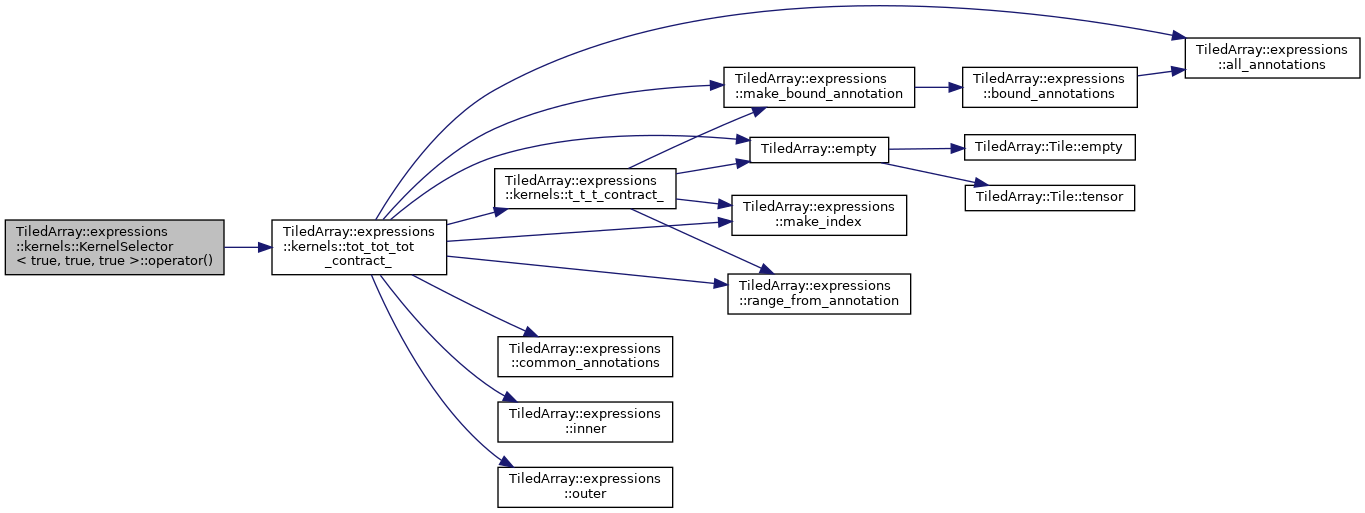 TiledArray::expressions
::kernels::KernelSelector
< true, true, true >::operator()
TiledArray::expressions
::kernels::tot_tot_tot
_contract_
TiledArray::expressions
::kernels::t_t_t_contract_
TiledArray::expressions
::common_annotations
TiledArray::expressions
::inner
TiledArray::expressions
::outer
TiledArray::expressions
::make_bound_annotation
TiledArray::empty
TiledArray::expressions
::make_index
TiledArray::expressions
::range_from_annotation
TiledArray::expressions
::bound_annotations
TiledArray::Tile::empty
TiledArray::Tile::tensor
TiledArray::expressions
::all_annotations